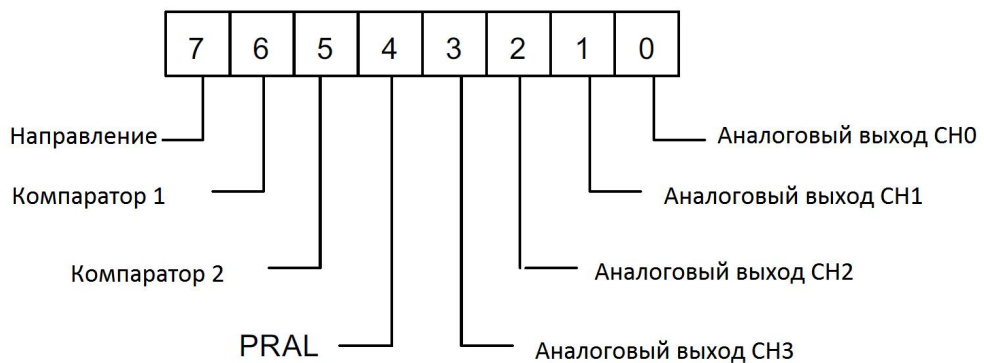 7 6 5 4 3 2 1 0
Направление
Аналоговый выход CH0
Компаратор 1
Аналоговый выход CH1
Компаратор 2
Аналоговый выход CH2
PRAL
Аналоговый выход CH3